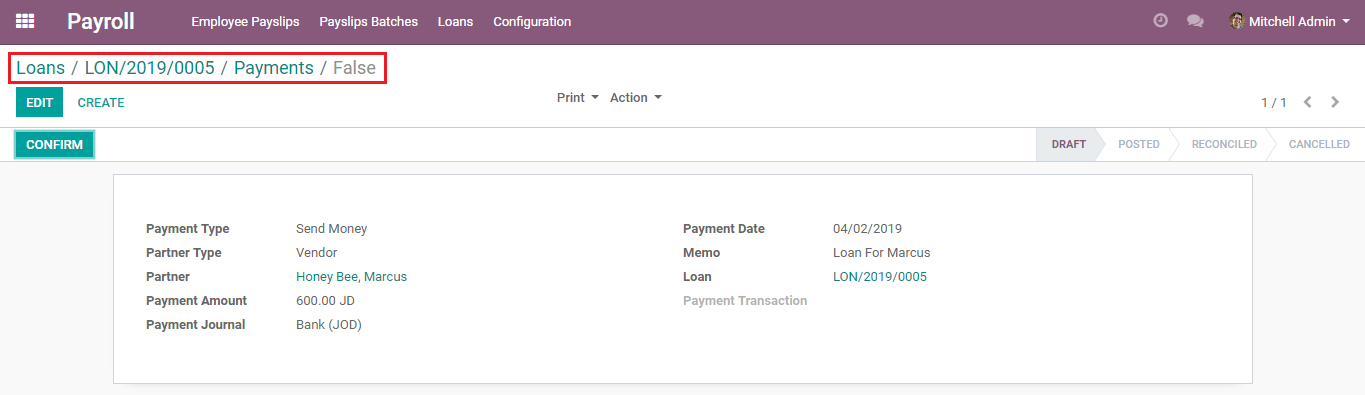 Payroll Employee Payslips Payslips Batches Loans Configuration Mitchell Admin
Loans / LON/2019/0005 / Payments / False
EDIT CREATE Print Action 1 / 1
CONFIRM DRAFT POSTED RECONCILED CANCELLED
Payment Type Send Money Payment Date 04/02/2019
Partner Type Vendor Memo Loan For Marcus
Partner Honey Bee, Marcus Loan LON/2019/0005
Payment Amount 600.00 JD Payment Transaction
Payment Journal Bank (JOD)